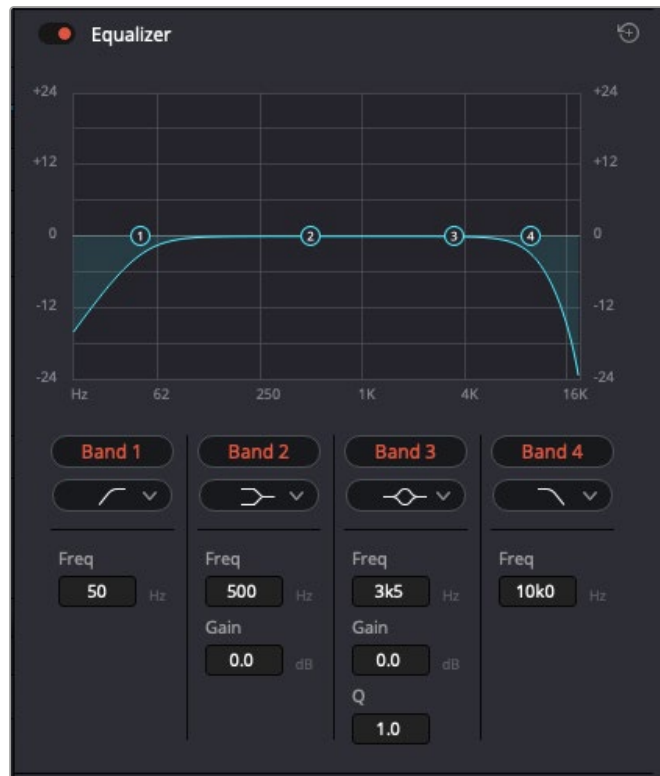 Equalizer
+24 +24
+12 +12
0 1 2 3 4 0
-12 -12
-24 -24
Hz 62 250 1K 4K 16K
Band 1 Band 2 Band 3 Band 4
Freq Freq Freq Freq
50 Hz 500 Hz 3k5 Hz 10k0 Hz
Gain Gain
0.0 dB 0.0 dB
Q
1.0